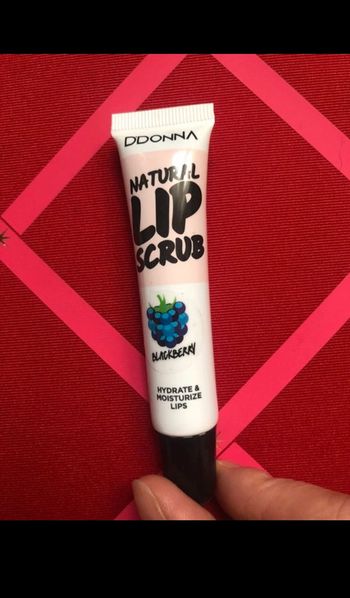 DDONNA
NATURAL
LIP
SCRUB
BLACKBERRY
HYDRATE &
MOISTURIZE
LIPS